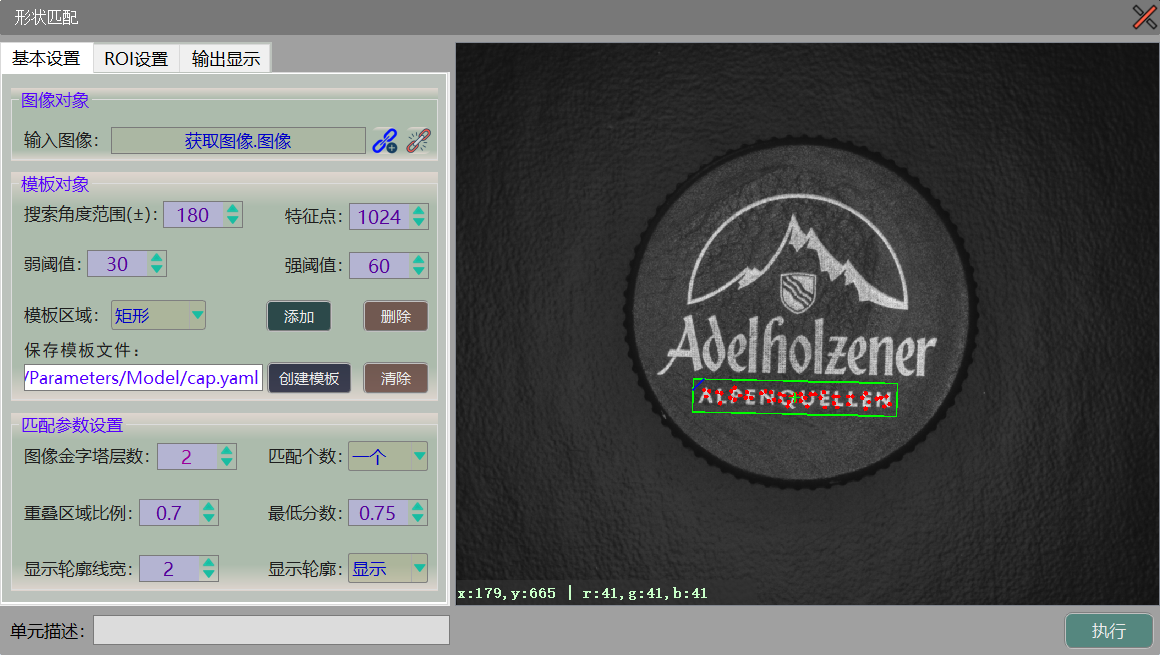 形状匹配
基本设置 ROI设置 输出显示
图像对象
输入图像： 获取图像.图像
模板对象
搜索角度范围(±)： 180 特征点： 1024
弱阈值： 30 强阈值： 60
模板区域： 矩形 添加 删除
保存模板文件：
/Parameters/Model/cap.yaml 创建模板 清除
匹配参数设置
图像金字塔层数： 2 匹配个数： 一个
重叠区域比例： 0.7 最低分数： 0.75
显示轮廓线宽： 2 显示轮廓： 显示
单元描述：
Adelholzener
ALPENQUELLEN
x:179,y:665 | r:41,g:41,b:41
执行